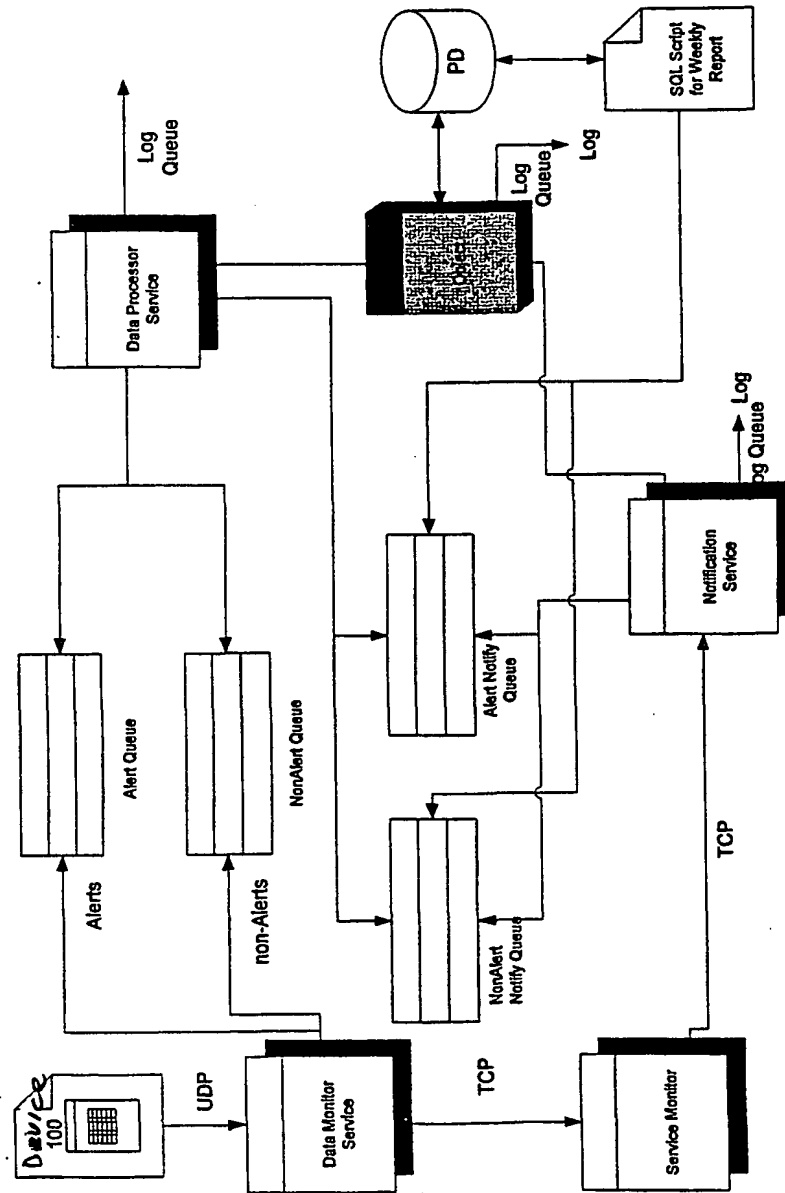 Device
100
UDP
Data Monitor
Service
TCP
Service Monitor
Alerts
non-Alerts
Alert Queue
NonAlert Queue
NonAlert
Notify Queue
Alert Notify
Queue
TCP
Data Processor
Service
Log
Queue
Object
Log
Queue
Log
PD
SQL Script
for Weekly
Report
Notification
Service
og Queue
Log